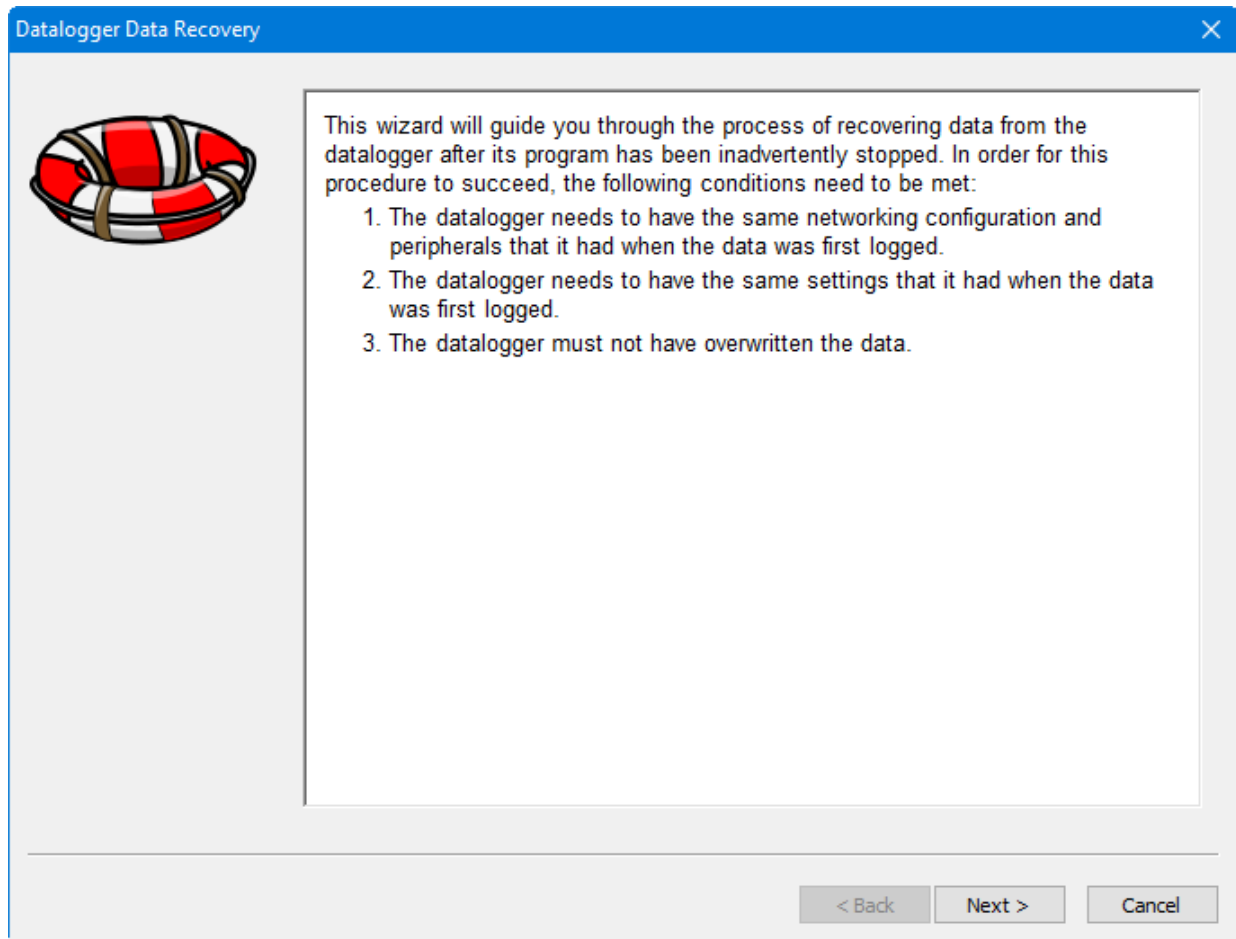 Datalogger Data Recovery
This wizard will guide you through the process of recovering data from the
datalogger after its program has been inadvertently stopped. In order for this
procedure to succeed, the following conditions need to be met:
1. The datalogger needs to have the same networking configuration and
peripherals that it had when the data was first logged.
2. The datalogger needs to have the same settings that it had when the data
was first logged.
3. The datalogger must not have overwritten the data.
< Back Next > Cancel